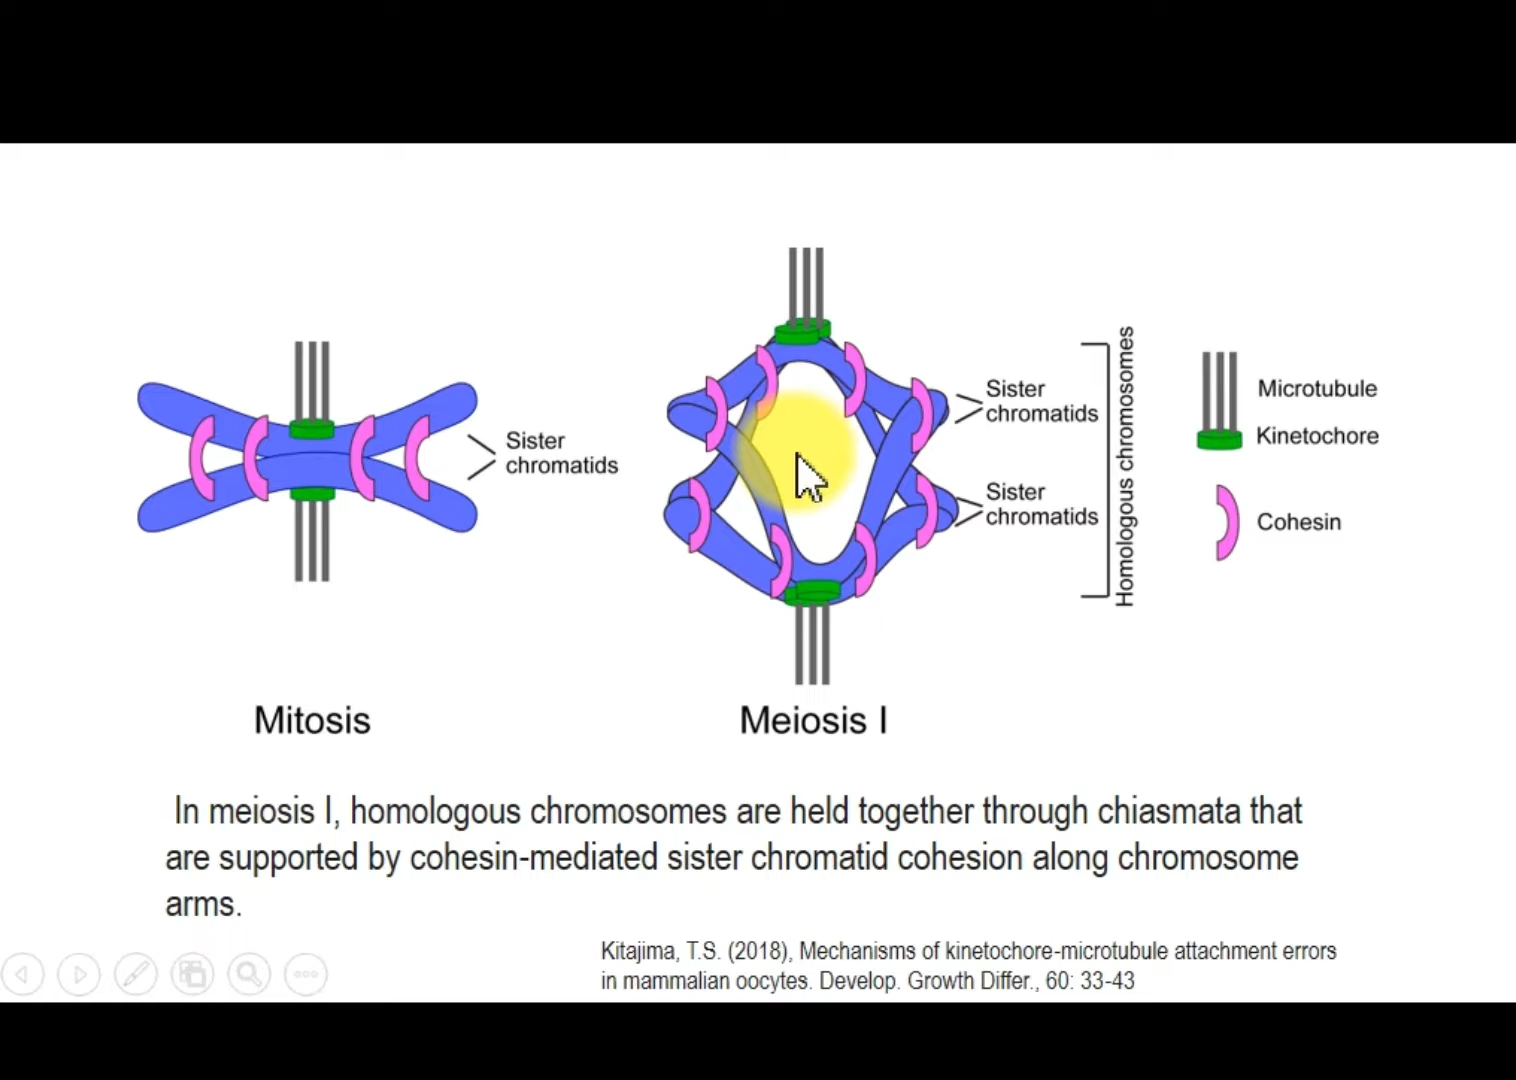 Sister
chromatids
Sister
chromatids
Sister
chromatids
Homologous chromosomes
Microtubule
Kinetochore
Cohesin
Mitosis
Meiosis I
In meiosis I, homologous chromosomes are held together through chiasmata that
are supported by cohesin-mediated sister chromatid cohesion along chromosome
arms.
Kitajima, T.S. (2018), Mechanisms of kinetochore-microtubule attachment errors
in mammalian oocytes. Develop. Growth Differ., 60: 33-43